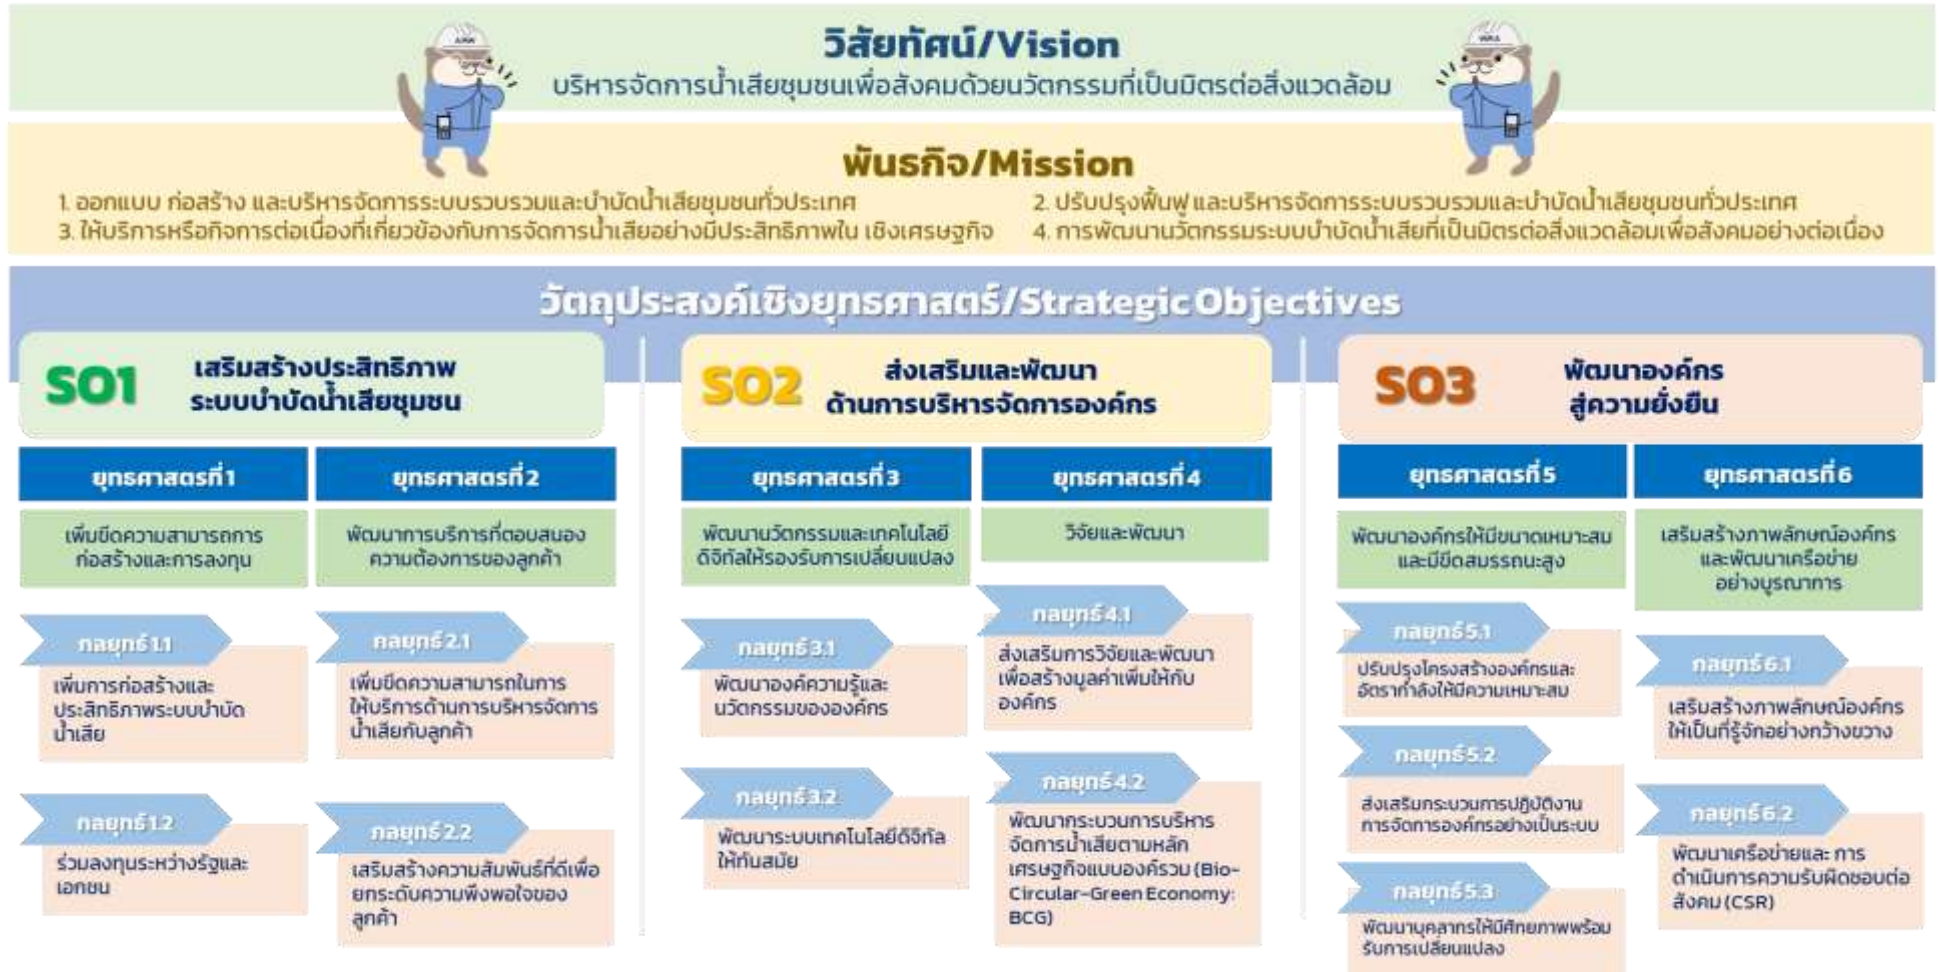 วิสัยทัศน์/Vision
บริหารจัดการน้ำเสียชุมชนเพื่อสังคมด้วยนวัตกรรมที่เป็นมิตรต่อสิ่งแวดล้อม
พันธกิจ/Mission
1. ออกแบบ ก่อสร้าง และบริหารจัดการระบบรวบรวมและบำบัดน้ำเสียชุมชนทั่วประเทศ
2. ปรับปรุงฟื้นฟู และบริหารจัดการระบบรวบรวมและบำบัดน้ำเสียชุมชนทั่วประเทศ
3. ให้บริการหรือกิจการต่อเนื่องที่เกี่ยวข้องกับการจัดการน้ำเสียอย่างมีประสิทธิภาพใน เชิงเศรษฐกิจ
4. การพัฒนานวัตกรรมระบบบำบัดน้ำเสียที่เป็นมิตรต่อสิ่งแวดล้อมเพื่อสังคมอย่างต่อเนื่อง
วัตถุประสงค์เชิงยุทธศาสตร์/Strategic Objectives
SO1
เสริมสร้างประสิทธิภาพ
ระบบบำบัดน้ำเสียชุมชน
ยุทธศาสตร์ที่ 1
เพิ่มขีดความสามารถการ
ก่อสร้างและการลงทุน
กลยุทธ์ 1.1
เพิ่มการก่อสร้างและ
ประสิทธิภาพระบบบำบัด
น้ำเสีย
กลยุทธ์ 1.2
ร่วมลงทุนระหว่างรัฐและ
เอกชน
ยุทธศาสตร์ที่ 2
พัฒนาการบริการที่ตอบสนอง
ความต้องการของลูกค้า
กลยุทธ์ 2.1
เพิ่มขีดความสามารถในการ
ให้บริการด้านการบริหารจัดการ
น้ำเสียกับลูกค้า
กลยุทธ์ 2.2
เสริมสร้างความสัมพันธ์ที่ดีเพื่อ
ยกระดับความพึงพอใจของ
ลูกค้า
SO2
ส่งเสริมและพัฒนา
ด้านการบริหารจัดการองค์กร
ยุทธศาสตร์ที่ 3
พัฒนานวัตกรรมและเทคโนโลยี
ดิจิทัลให้รองรับการเปลี่ยนแปลง
กลยุทธ์ 3.1
พัฒนาองค์ความรู้และ
นวัตกรรมขององค์กร
กลยุทธ์ 3.2
พัฒนาระบบเทคโนโลยีดิจิทัล
ให้ทันสมัย
ยุทธศาสตร์ที่ 4
วิจัยและพัฒนา
กลยุทธ์ 4.1
ส่งเสริมการวิจัยและพัฒนา
เพื่อสร้างมูลค่าเพิ่มให้กับ
องค์กร
กลยุทธ์ 4.2
พัฒนากระบวนการบริหาร
จัดการน้ำเสียตามหลัก
เศรษฐกิจแบบองค์รวม (Bio-
Circular-Green Economy:
BCG)
SO3
พัฒนาองค์กร
สู่ความยั่งยืน
ยุทธศาสตร์ที่ 5
พัฒนาองค์กรให้มีขนาดเหมาะสม
และมีขีดสมรรถนะสูง
กลยุทธ์ 5.1
ปรับปรุงโครงสร้างองค์กรและ
อัตรากำลังให้มีความเหมาะสม
กลยุทธ์ 5.2
ส่งเสริมกระบวนการปฏิบัติงาน
การจัดการองค์กรอย่างเป็นระบบ
กลยุทธ์ 5.3
พัฒนาบุคลากรให้มีศักยภาพพร้อม
รับการเปลี่ยนแปลง
ยุทธศาสตร์ที่ 6
เสริมสร้างภาพลักษณ์องค์กร
และพัฒนาเครือข่าย
อย่างบูรณาการ
กลยุทธ์ 6.1
เสริมสร้างภาพลักษณ์องค์กร
ให้เป็นที่รู้จักอย่างกว้างขวาง
กลยุทธ์ 6.2
พัฒนาเครือข่ายและ การ
ดำเนินการความรับผิดชอบต่อ
สังคม (CSR)